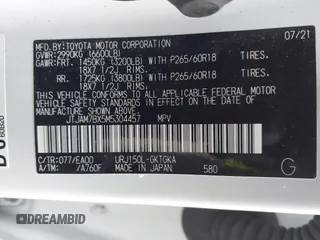 MFD.BY:TOYOTA MOTOR CORPORATION 07/21
GVWR:2990KG (6600LB)
GAWR:FRT. 1450KG (3200LB) WITH P265/60R18 TIRES.
18X7 1/2J RIMS.
RR. 1725KG (3800LB) WITH P265/60R18 TIRES.
18X7 1/2J RIMS.
THIS VEHICLE CONFORMS TO ALL APPLICABLE
FEDERAL MOTOR VEHICLE SAFETY STANDARDS IN
EFFECT ON THE DATE OF MANUFACTURE SHOWN
ABOVE.
JTJAM7BX5M5304457 MPV
C/TR:077/EA00 URJ150L-GKTGKA
A/TM: /A760F MADE IN JAPAN 580 G
60B20
DREAMBID